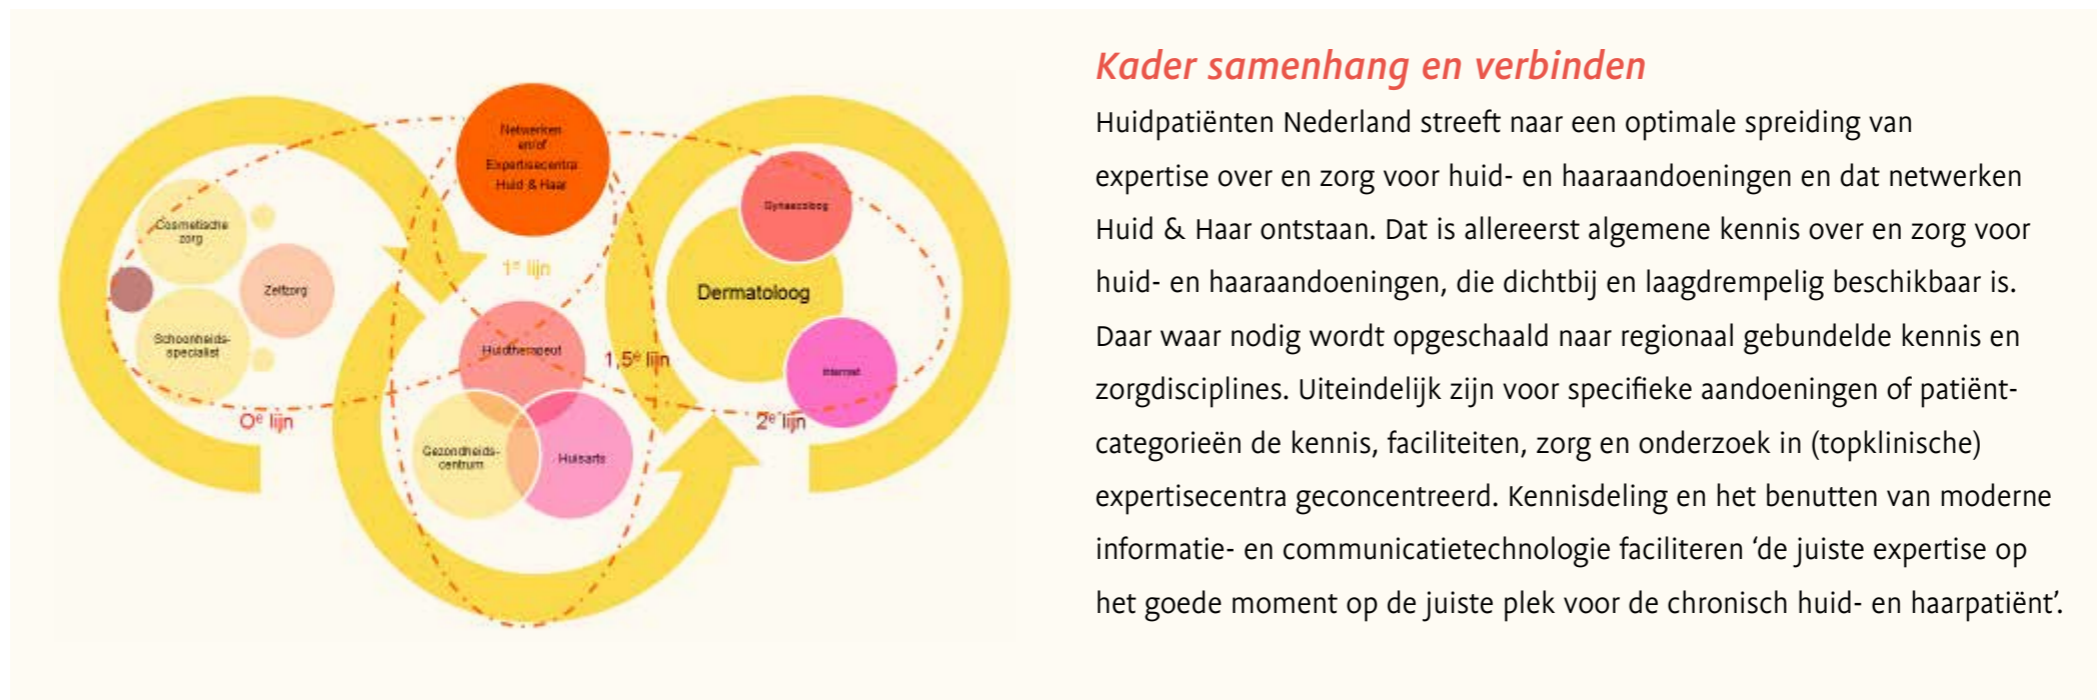 Netwerken
en/of
Expertisecentra
Huid & Haar
Cosmetische
zorg
Zelfzorg
Schoonheids-
specialist
0e lijn
1e lijn
Huidtherapeut
1,5e lijn
Gezondheids-
centrum
Huisarts
Gynaecoloog
Dermatoloog
Internist
2e lijn
Kader samenhang en verbinden
Huidpatiënten Nederland streeft naar een optimale spreiding van
expertise over en zorg voor huid- en haaraandoeningen en dat netwerken
Huid & Haar ontstaan. Dat is allereerst algemene kennis over en zorg voor
huid- en haaraandoeningen, die dichtbij en laagdrempelig beschikbaar is.
Daar waar nodig wordt opgeschaald naar regionaal gebundelde kennis en
zorgdisciplines. Uiteindelijk zijn voor specifieke aandoeningen of patiënt-
categorieën de kennis, faciliteiten, zorg en onderzoek in (topklinische)
expertisecentra geconcentreerd. Kennisdeling en het benutten van moderne
informatie- en communicatietechnologie faciliteren ‘de juiste expertise op
het goede moment op de juiste plek voor de chronisch huid- en haarpatiënt’.